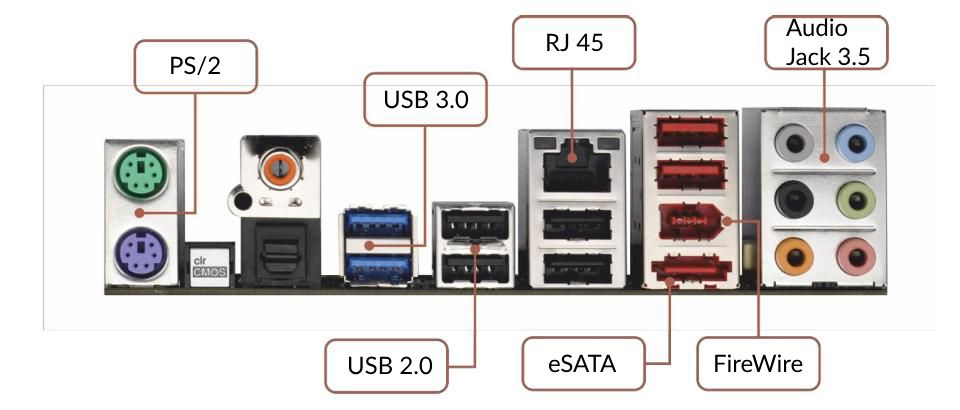 RJ 45
Audio
Jack 3.5
PS/2
USB 3.0
clr
CMOS
USB 2.0
eSATA
FireWire